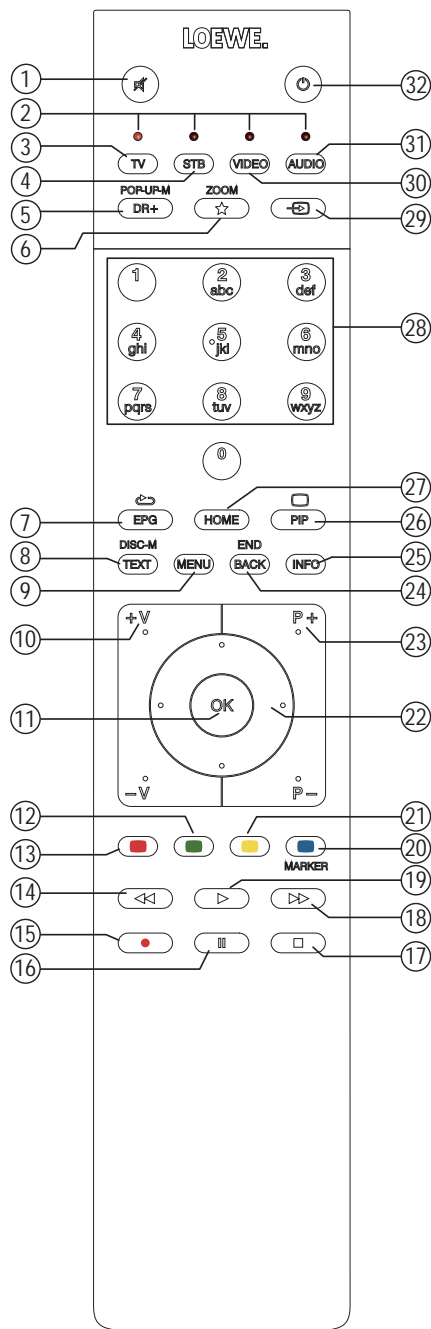 LOEWE.
1
32
2
3
TV
STB
VIDEO
AUDIO
31
4
30
POP-UP-M
ZOOM
5
DR+
29
6
1
2
3
abc
def
28
4
5
6
ghi
jkl
mno
7
8
9
pqrs
tuv
wxyz
0
27
7
EPG
HOME
PIP
26
DISC-M
END
8
TEXT
MENU
BACK
INFO
25
9
24
10
+V
P+
23
11
OK
22
−V
P−
12
21
13
20
MARKER
14
19
18
15
16
17